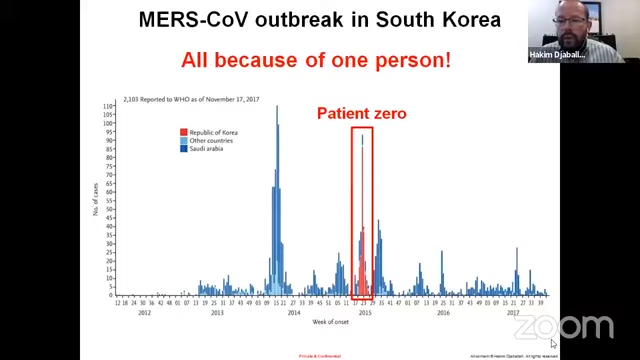 MERS-CoV outbreak in South Korea
All because of one person!
Hakim Djaball...
2,103 Reported to WHO as of November 17, 2017
Patient zero
Republic of Korea
Other countries
Saudi arabia
No. of cases
110
105
100
95
90
85
80
75
70
65
60
55
50
45
40
35
30
25
20
15
10
5
0
2012 2013 2014 2015 2016 2017
Week of onset
zoom
Private & Confidential